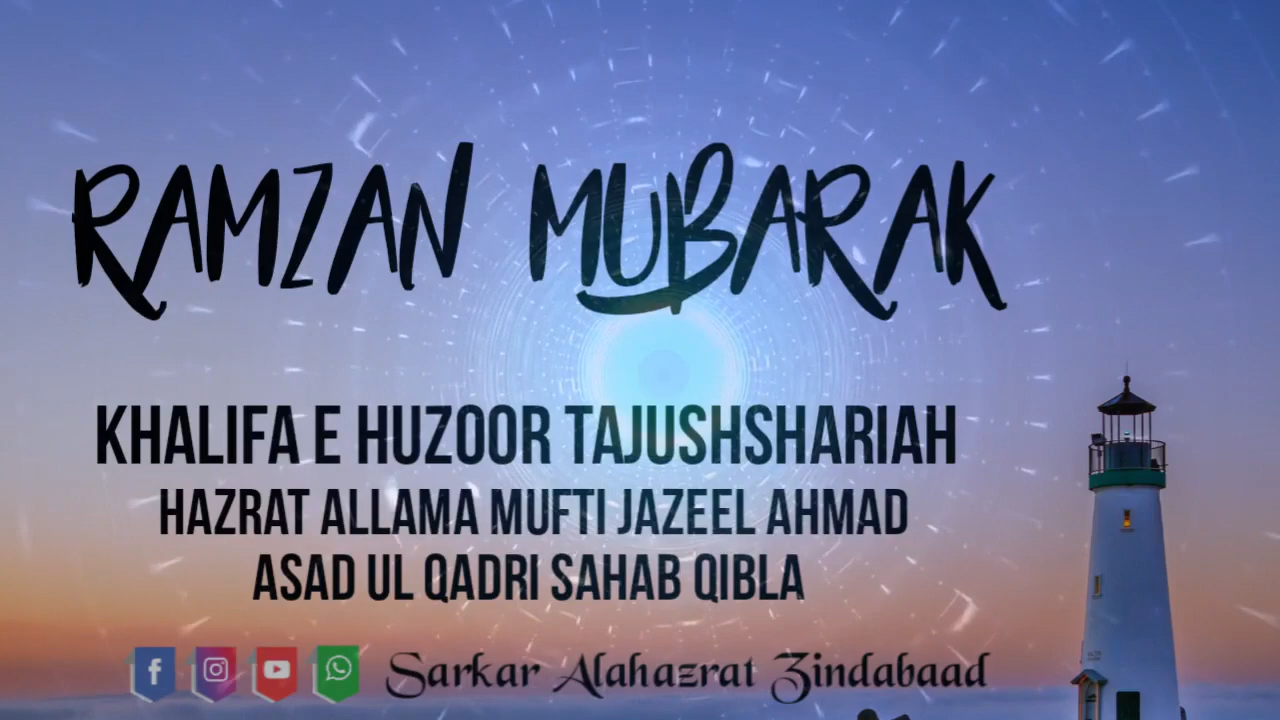 RAMZAN MUBARAK
KHALIFA E HUZOOR TAJUSHSHARIAH
HAZRAT ALLAMA MUFTI JAZEEL AHMAD
ASAD UL QADRI SAHAB QIBLA
Sarkar Alahazrat Zindabaad